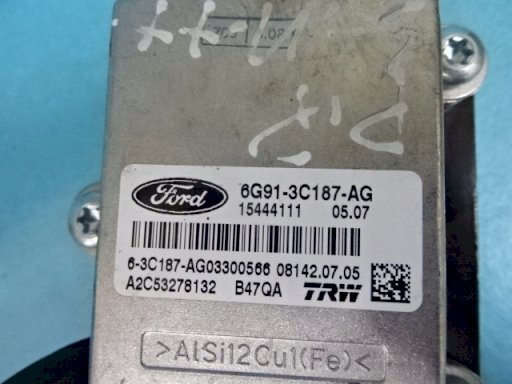 Ford 6G91-3C187-AG
15444111 05.07
6-3C187-AG03300566 08142.07.05
A2C53278132 B47QA TRW
>AlSi12Cu1(Fe)<